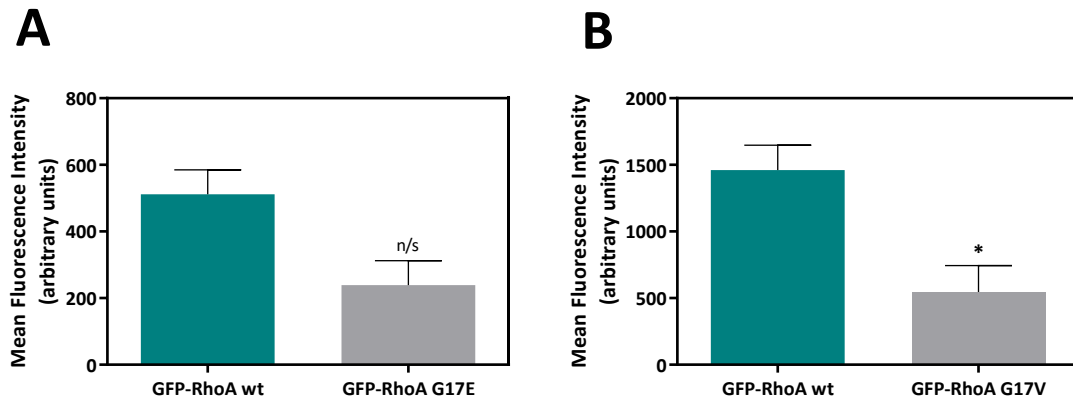 A
Mean Fluorescence Intensity
(arbitrary units)
800
600
400
200
0
n/s
GFP-RhoA wt
GFP-RhoA G17E
B
Mean Fluorescence Intensity
(arbitrary units)
2000
1500
1000
500
0
*
GFP-RhoA wt
GFP-RhoA G17V